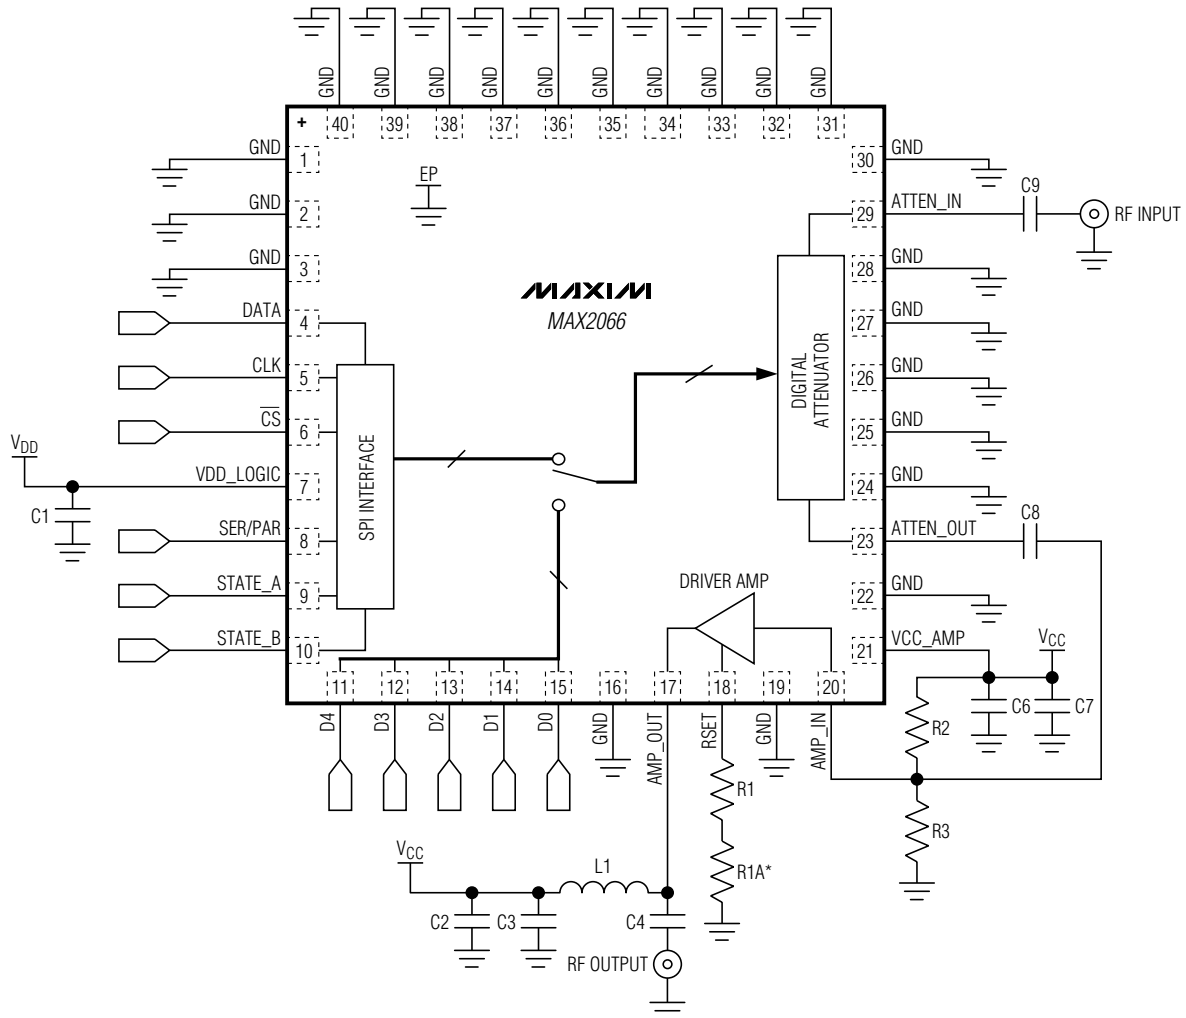 GND GND GND GND GND GND GND GND GND GND
+ 40 39 38 37 36 35 34 33 32 31
GND 1
GND 2
GND 3
DATA 4
CLK 5
CS 6
VDD
VDD_LOGIC 7
C1
SER/PAR 8
STATE_A 9
STATE_B 10
EP
MAXIM
MAX2066
SPI INTERFACE
DIGITAL
ATTENUATOR
DRIVER AMP
30 GND
29 ATTEN_IN
C9
RF INPUT
28 GND
27 GND
26 GND
25 GND
24 GND
23 ATTEN_OUT
C8
22 GND
21 VCC_AMP
VCC
C6 C7
R2
R3
11 12 13 14 15 16 17 18 19 20
D4 D3 D2 D1 D0 GND AMP_OUT RSET GND AMP_IN
R1
R1A*
VCC
L1
C2 C3 C4
RF OUTPUT